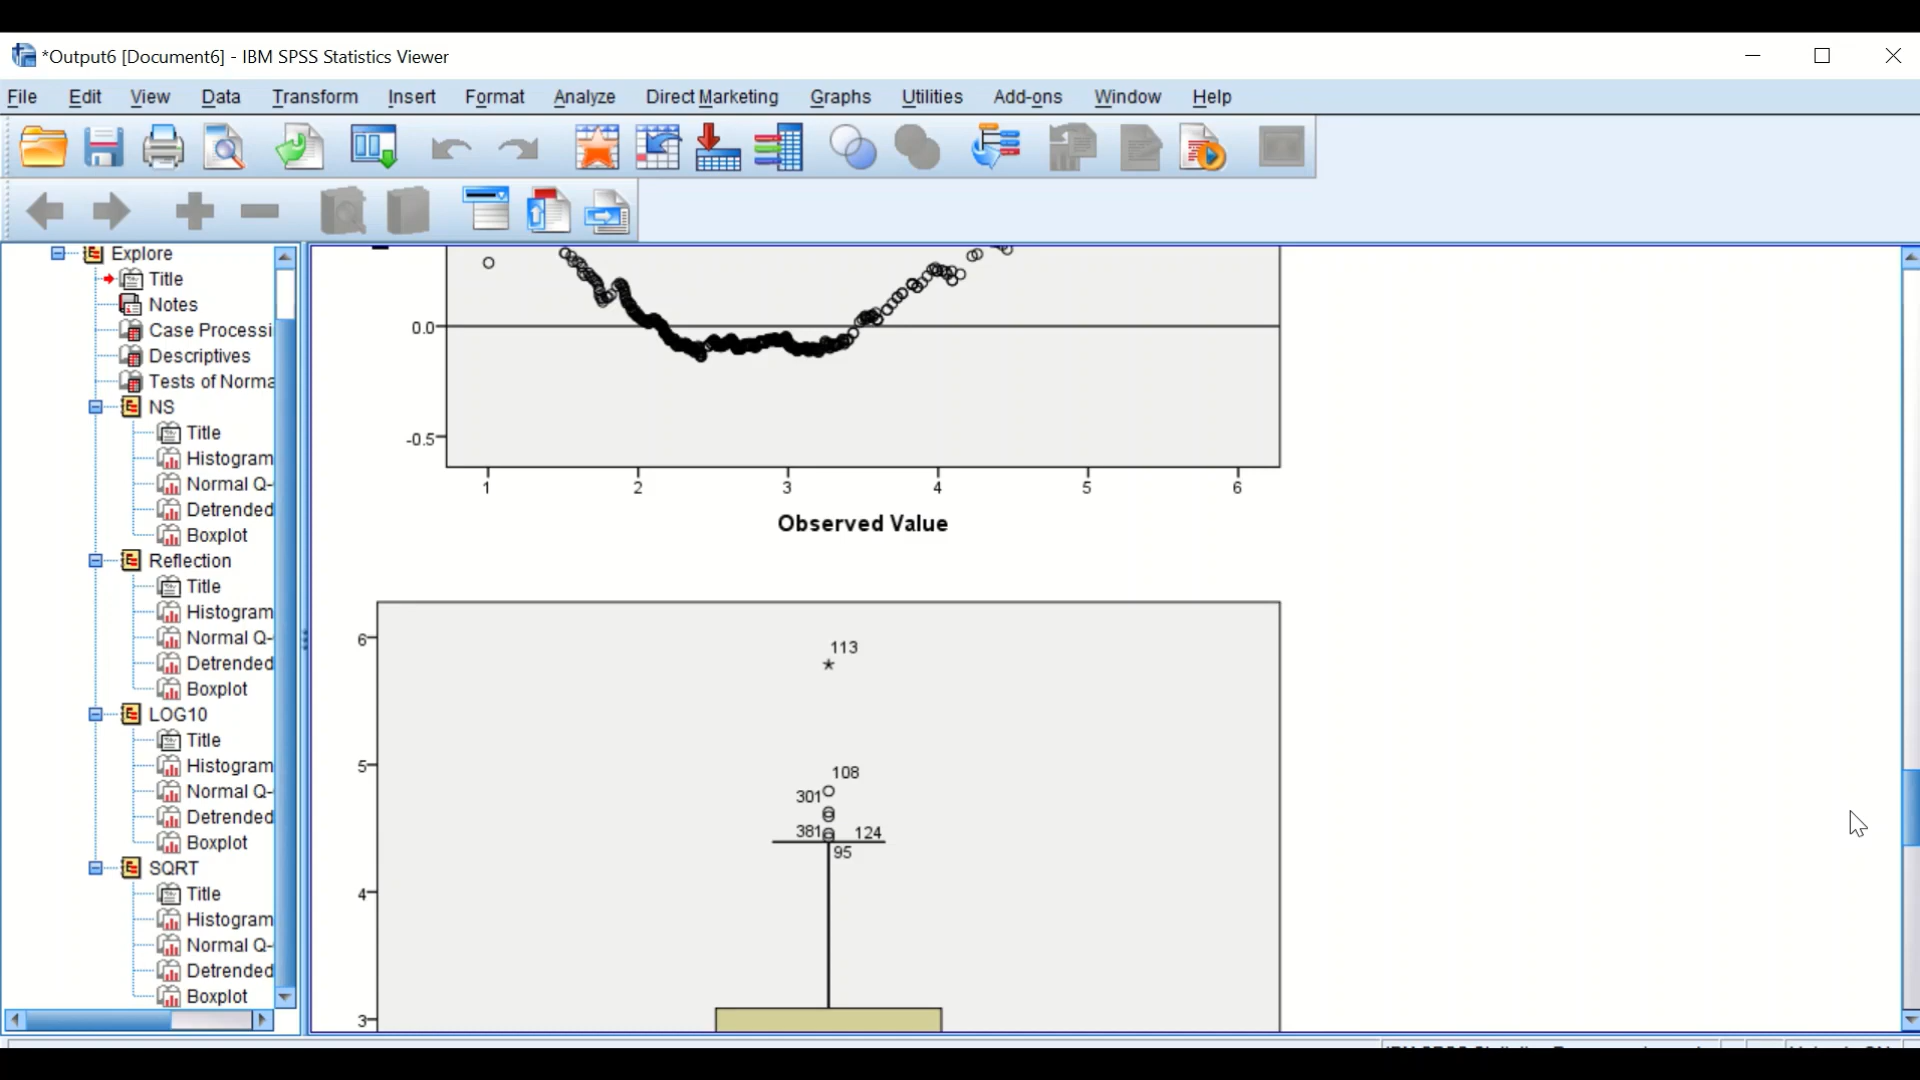 *Output6 [Document6] - IBM SPSS Statistics Viewer
File Edit View Data Transform Insert Format Analyze Direct Marketing Graphs Utilities Add-ons Window Help
Explore
Title
Notes
Case Processi
Descriptives
Tests of Norma
NS
Title
Histogram
Normal Q-
Detrended
Boxplot
Reflection
Title
Histogram
Normal Q-
Detrended
Boxplot
LOG10
Title
Histogram
Normal Q-
Detrended
Boxplot
SQRT
Title
Histogram
Normal Q-
Detrended
Boxplot
0.0
-0.5
1 2 3 4 5 6
Observed Value
6
113
5
108
301
381 124
95
4
3